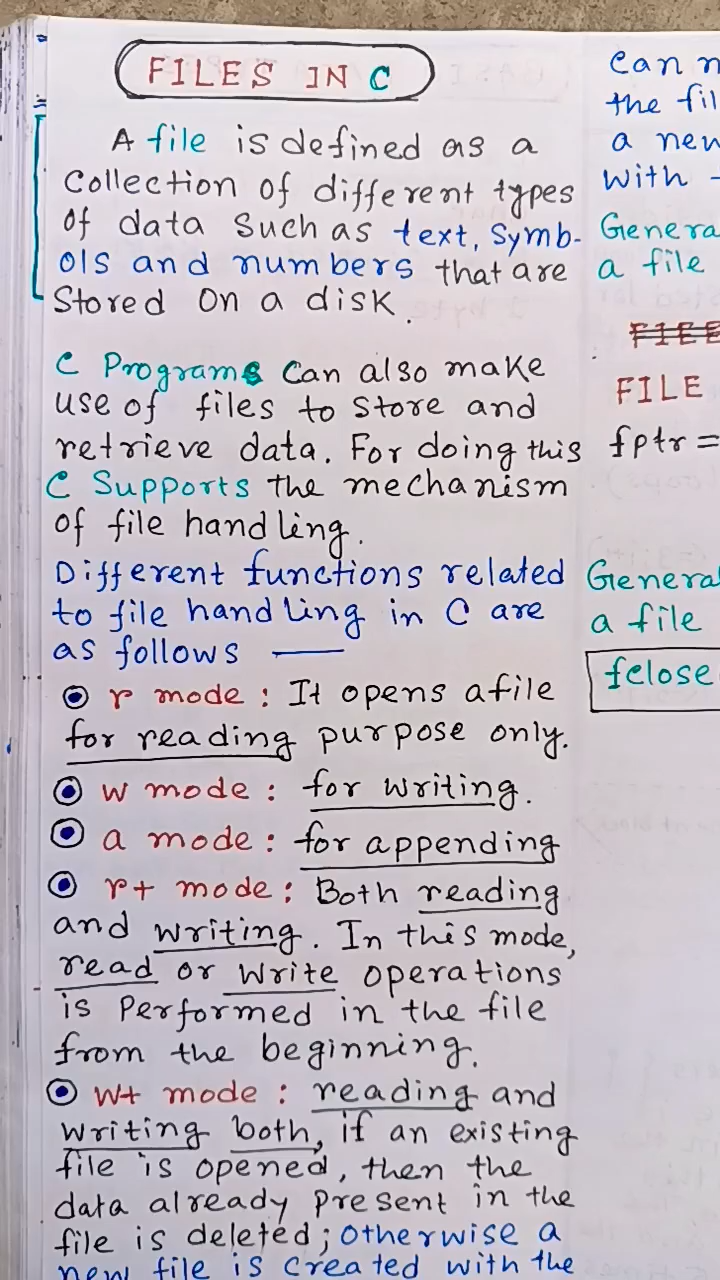 FILES IN C
A file is defined as a
Collection of different types
of data such as text, Symb-
ols and numbers that are
Stored on a disk.
C Programs can also make
use of files to store and
retrieve data. For doing this
C Supports the mechanism
of file handling.
Different functions related
to file handling in C are
as follows —
r mode : It opens a file
for reading purpose only.
w mode : for writing.
a mode : for appending
r+ mode : Both reading
and writing. In this mode,
read or write operations
is performed in the file
from the beginning.
w+ mode : reading and
writing both, if an existing
file is opened, then the
data already present in the
file is deleted; otherwise a
new file is created with the
can
the
a new
with
Genera
a file
FILE
fptr =
General
a file
fclose